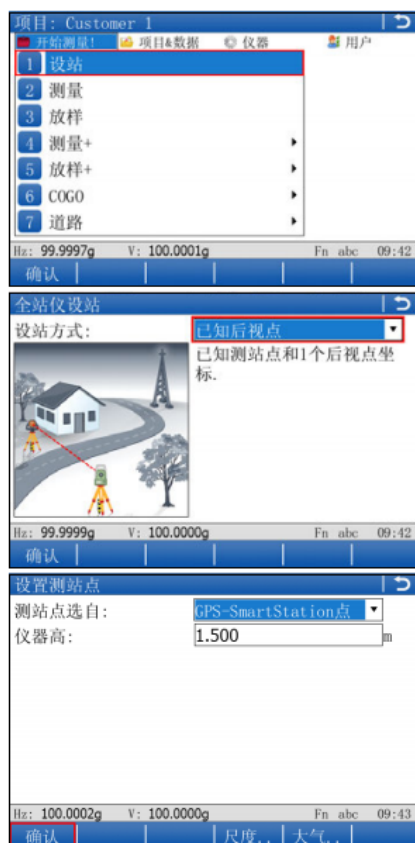 项目: Customer 1
开始测量! 项目&数据 仪器 用户
1 设站
2 测量
3 放样
4 测量+
5 放样+
6 COGO
7 道路
Hz: 99.9997g V: 100.0001g Fn abc 09:42
确认
全站仪设站
设站方式: 已知后视点
已知测站点和1个后视点坐
标.
Hz: 99.9999g V: 100.0000g Fn abc 09:42
确认
设置测站点
测站点选自: GPS-SmartStation点
仪器高: 1.500 m
Hz: 100.0002g V: 100.0000g Fn abc 09:43
确认 尺度.. 大气..